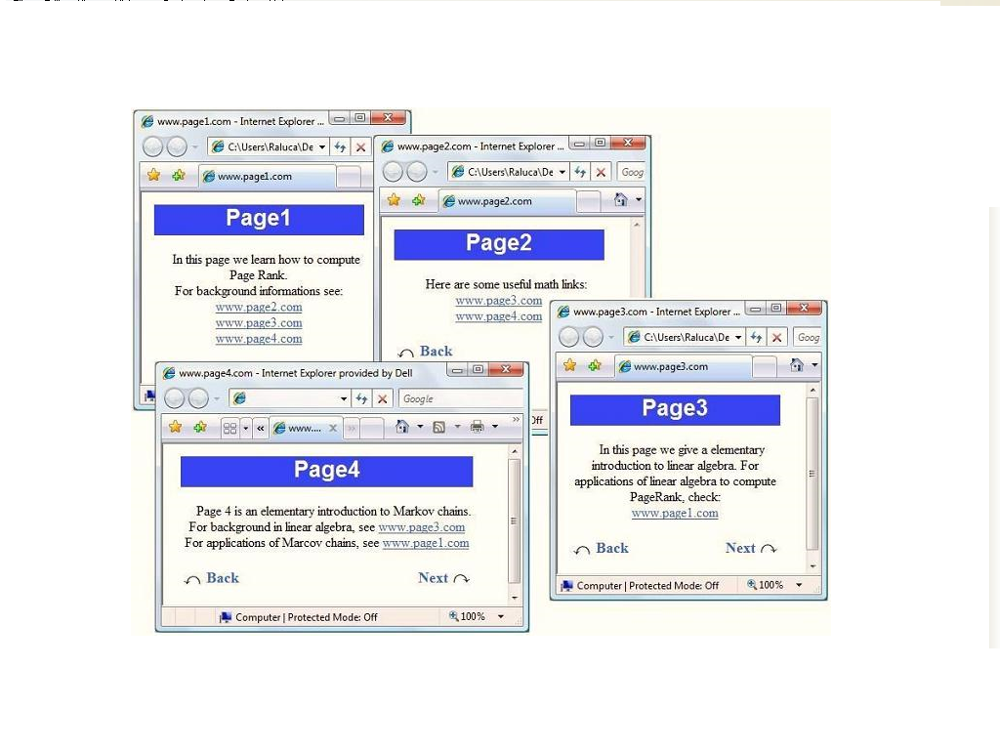 www.page1.com - Internet Explorer ...
C:\Users\Raluca\De
www.page1.com
Page1
In this page we learn how to compute
Page Rank.
For background informations see:
www.page2.com
www.page3.com
www.page4.com
www.page2.com - Internet Explorer ...
C:\Users\Raluca\De
Goog
www.page2.com
Page2
Here are some useful math links:
www.page3.com
www.page4.com
Back
Off
www.page4.com - Internet Explorer provided by Dell
Google
www....
Page4
Page 4 is an elementary introduction to Markov chains.
For background in linear algebra, see www.page3.com
For applications of Marcov chains, see www.page1.com
Back Next
Computer | Protected Mode: Off 100%
www.page3.com - Internet Explorer ...
C:\Users\Raluca\De
Goog
www.page3.com
Page3
In this page we give a elementary
introduction to linear algebra. For
applications of linear algebra to compute
PageRank, check:
www.page1.com
Back Next
Computer | Protected Mode: Off 100%